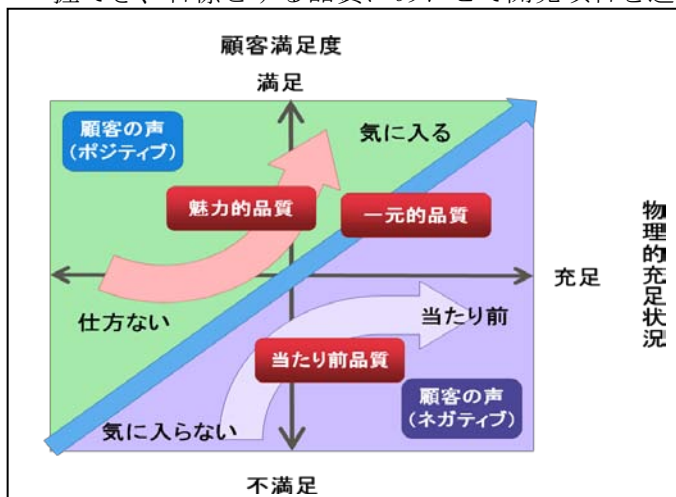 顧客満足度
満足
顧客の声
(ポジティブ)
気に入る
魅力的品質
一元的品質
充足
物理的充足状況
仕方ない
当たり前
当たり前品質
顧客の声
(ネガティブ)
気に入らない
不満足